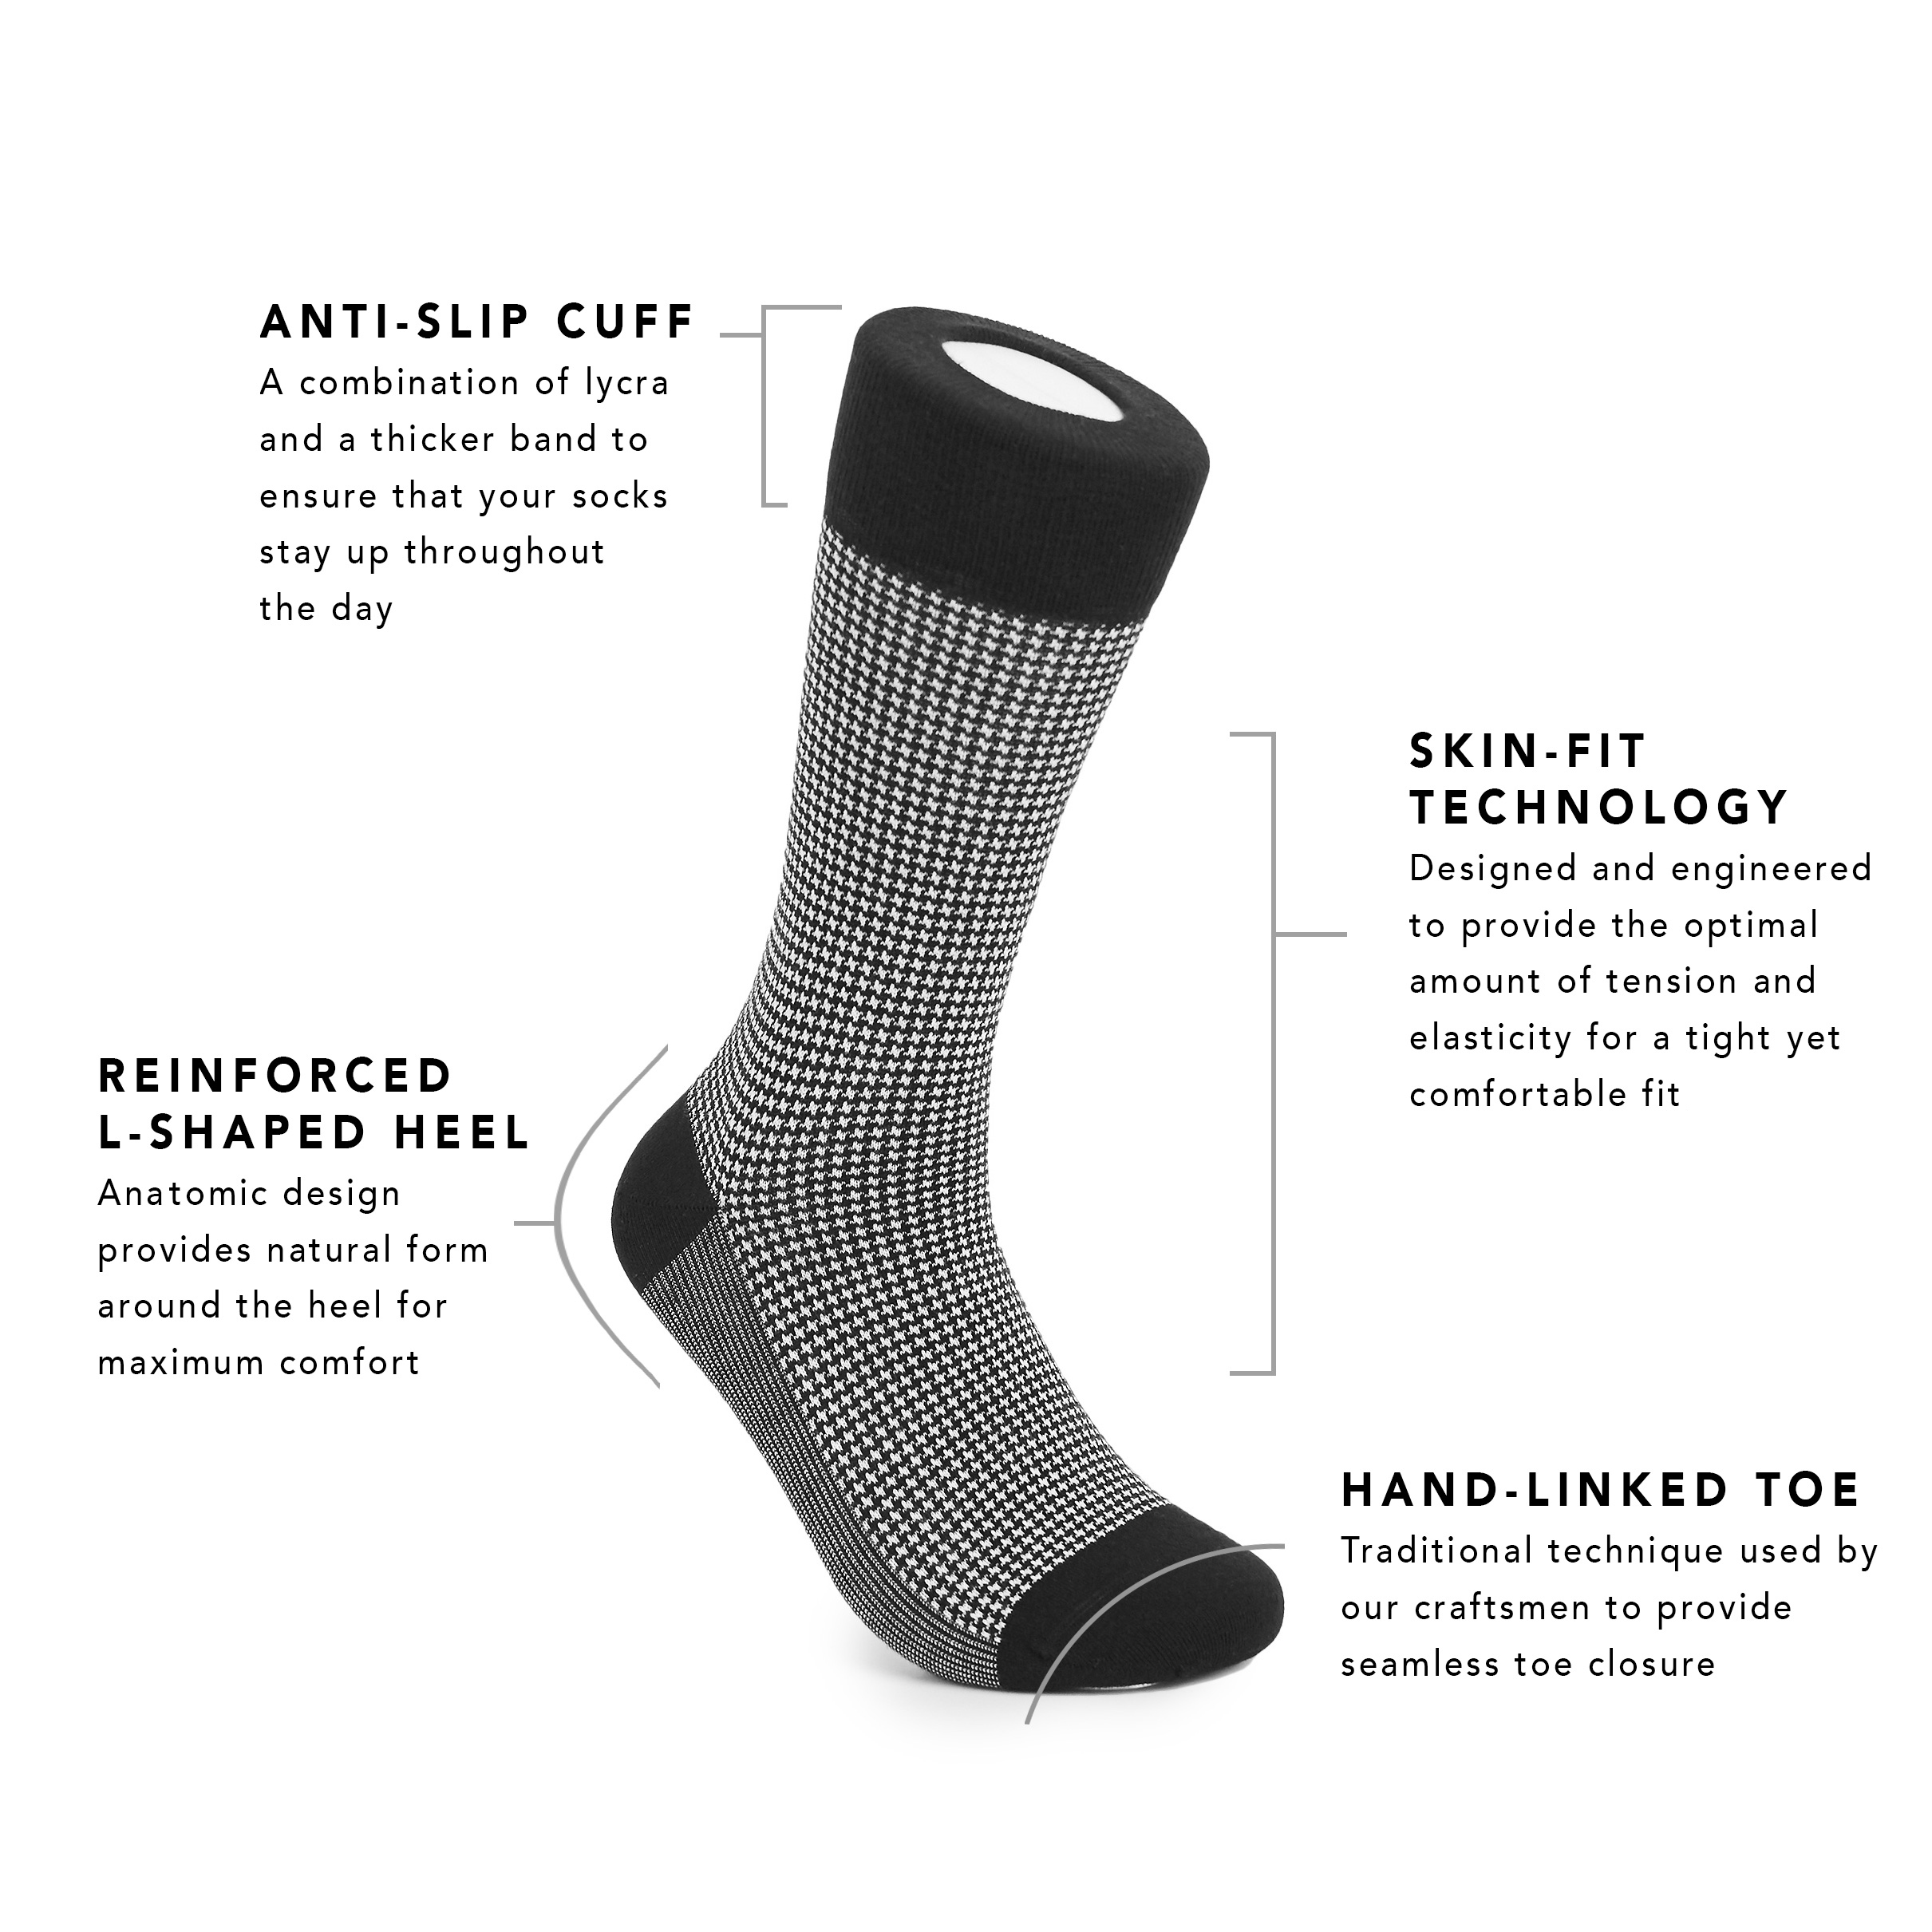 ANTI-SLIP CUFF
A combination of lycra
and a thicker band to
ensure that your socks
stay up throughout
the day
SKIN-FIT
TECHNOLOGY
Designed and engineered
to provide the optimal
amount of tension and
elasticity for a tight yet
comfortable fit
REINFORCED
L-SHAPED HEEL
Anatomic design
provides natural form
around the heel for
maximum comfort
HAND-LINKED TOE
Traditional technique used by
our craftsmen to provide
seamless toe closure